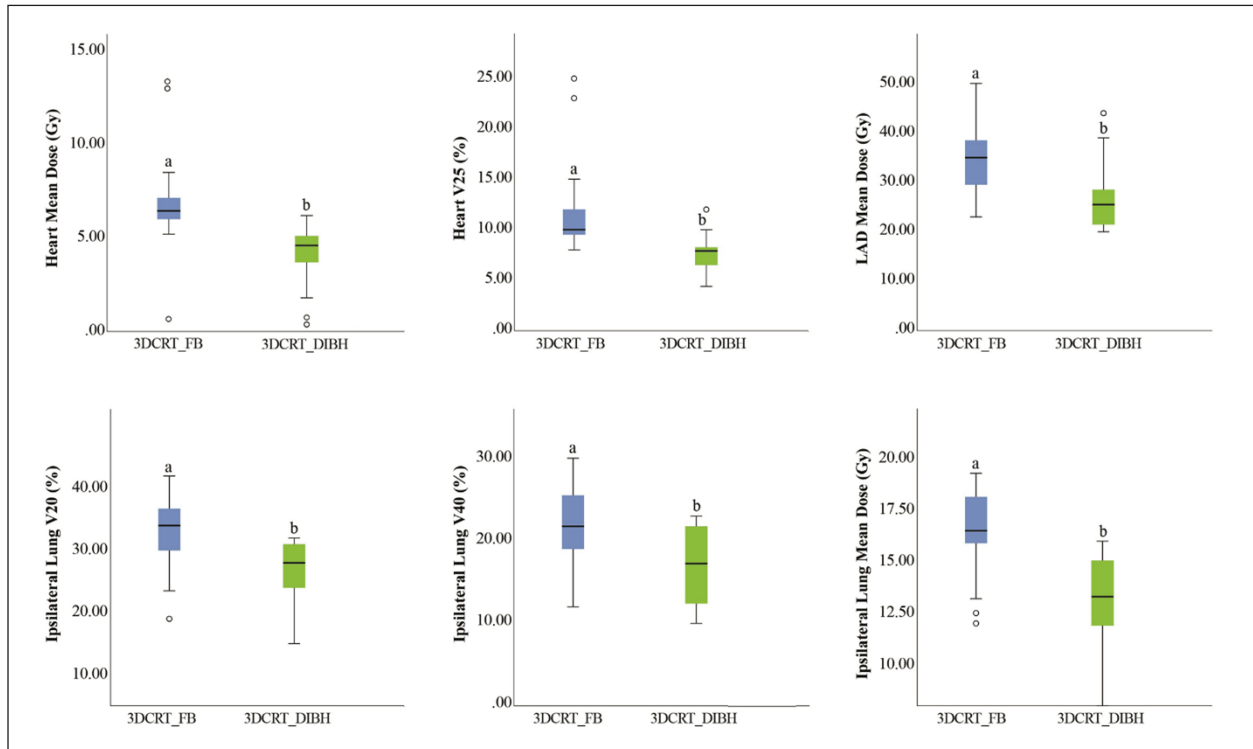 Heart Mean Dose (Gy)
15.00
10.00
5.00
.00
a
b
3DCRT_FB
3DCRT_DIBH
Heart V25 (%)
25.00
20.00
15.00
10.00
5.00
.00
a
b
3DCRT_FB
3DCRT_DIBH
LAD Mean Dose (Gy)
50.00
40.00
30.00
20.00
10.00
.00
a
b
3DCRT_FB
3DCRT_DIBH
Ipsilateral Lung V20 (%)
40.00
30.00
20.00
10.00
a
b
3DCRT_FB
3DCRT_DIBH
Ipsilateral Lung V40 (%)
30.00
20.00
10.00
.00
a
b
3DCRT_FB
3DCRT_DIBH
Ipsilateral Lung Mean Dose (Gy)
20.00
17.50
15.00
12.50
10.00
a
b
3DCRT_FB
3DCRT_DIBH